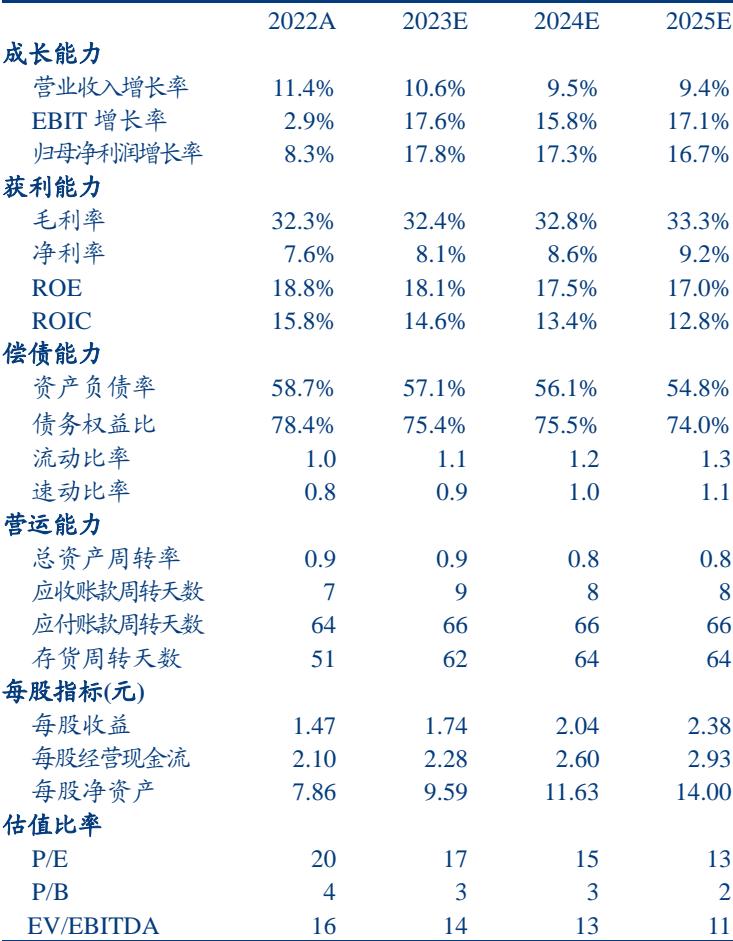 2022A 2023E 2024E 2025E
成长能力
营业收入增长率 11.4% 10.6% 9.5% 9.4%
EBIT 增长率 2.9% 17.6% 15.8% 17.1%
归母净利润增长率 8.3% 17.8% 17.3% 16.7%
获利能力
毛利率 32.3% 32.4% 32.8% 33.3%
净利率 7.6% 8.1% 8.6% 9.2%
ROE 18.8% 18.1% 17.5% 17.0%
ROIC 15.8% 14.6% 13.4% 12.8%
偿债能力
资产负债率 58.7% 57.1% 56.1% 54.8%
债务权益比 78.4% 75.4% 75.5% 74.0%
流动比率 1.0 1.1 1.2 1.3
速动比率 0.8 0.9 1.0 1.1
营运能力
总资产周转率 0.9 0.9 0.8 0.8
应收账款周转天数 7 9 8 8
应付账款周转天数 64 66 66 66
存货周转天数 51 62 64 64
每股指标(元)
每股收益 1.47 1.74 2.04 2.38
每股经营现金流 2.10 2.28 2.60 2.93
每股净资产 7.86 9.59 11.63 14.00
估值比率
P/E 20 17 15 13
P/B 4 3 3 2
EV/EBITDA 16 14 13 11